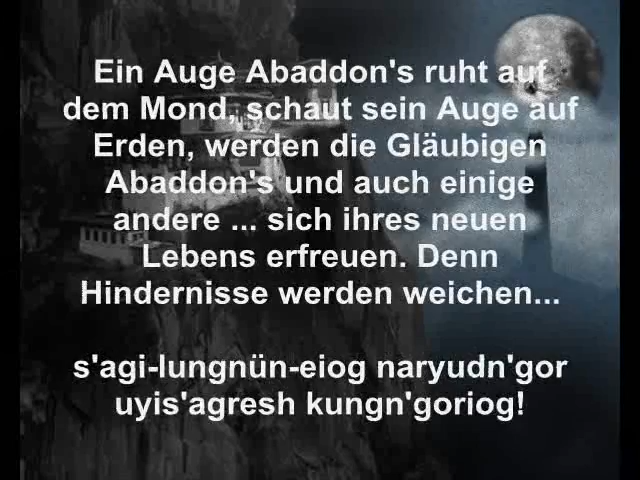 Ein Auge Abaddon's ruht auf
dem Mond, schaut sein Auge auf
Erden, werden die Gläubigen
Abaddon's und auch einige
andere ... sich ihres neuen
Lebens erfreuen. Denn
Hindernisse werden weichen...
s'agi-lungnün-eiog naryudn'gor
uyis'agresh kungn'goriog!